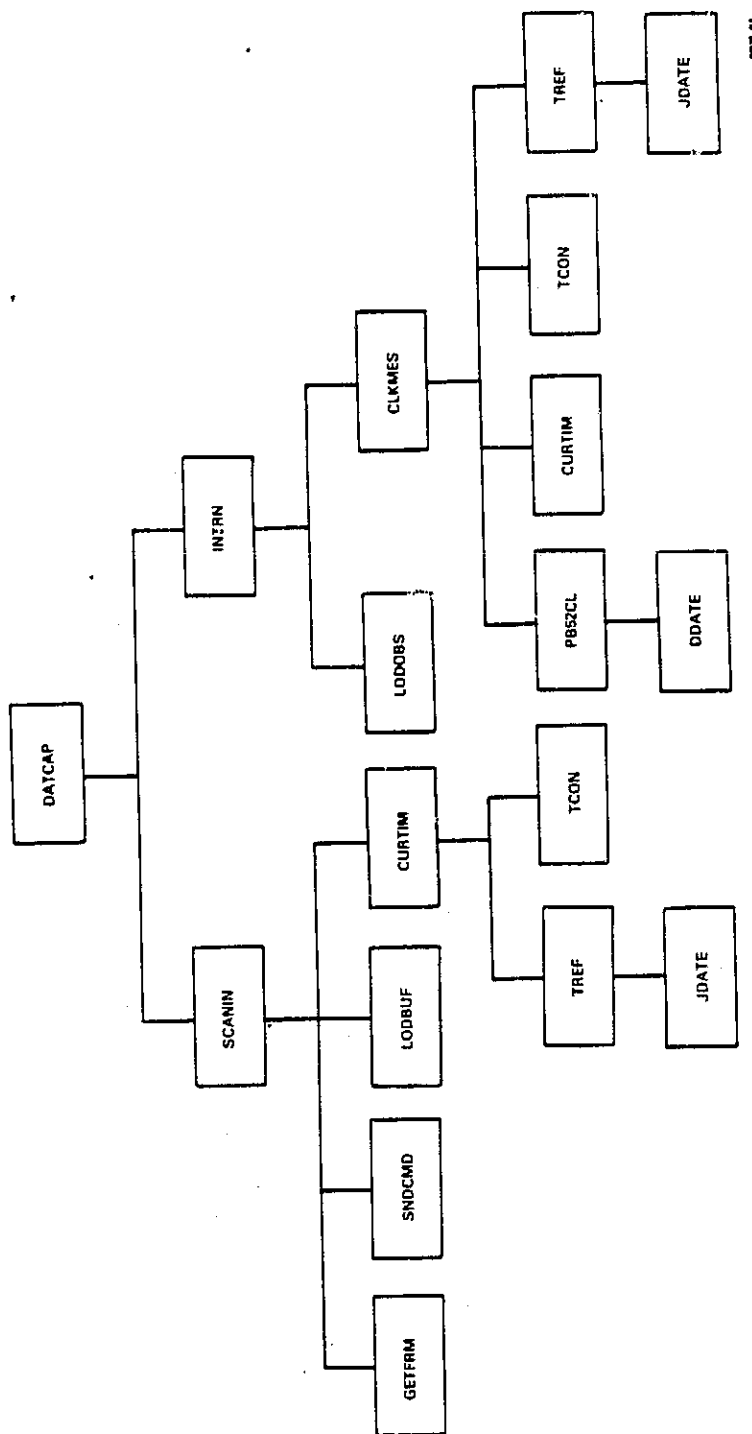 DATCAP
SCANIN
INTRN
GETFRM
SNDCMD
LODBUF
CURTIM
LODOBS
CLKMES
TREF
TCON
PB52CL
CURTIM
TCON
TREF
JDATE
DDATE
JDATE